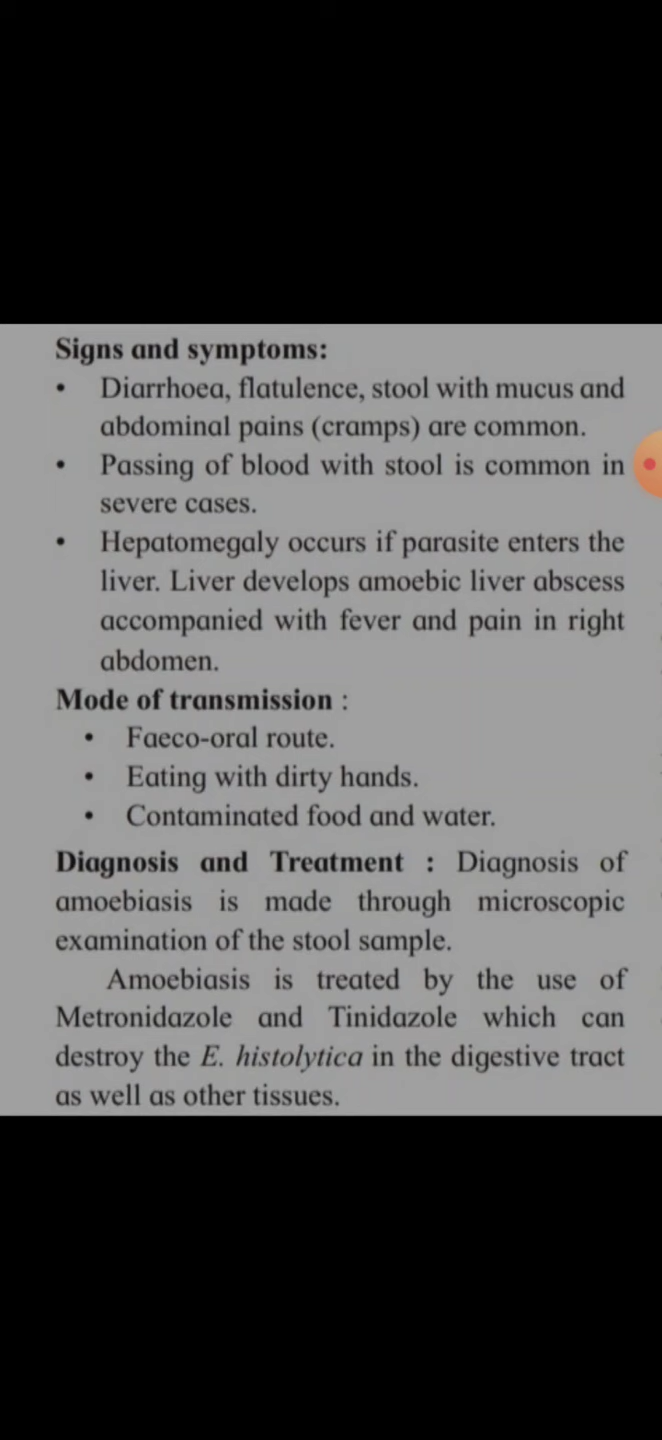 Signs and symptoms:
• Diarrhoea, flatulence, stool with mucus and
abdominal pains (cramps) are common.
• Passing of blood with stool is common in
severe cases.
• Hepatomegaly occurs if parasite enters the
liver. Liver develops amoebic liver abscess
accompanied with fever and pain in right
abdomen.
Mode of transmission :
• Faeco-oral route.
• Eating with dirty hands.
• Contaminated food and water.
Diagnosis and Treatment : Diagnosis of
amoebiasis is made through microscopic
examination of the stool sample.
Amoebiasis is treated by the use of
Metronidazole and Tinidazole which can
destroy the E. histolytica in the digestive tract
as well as other tissues.